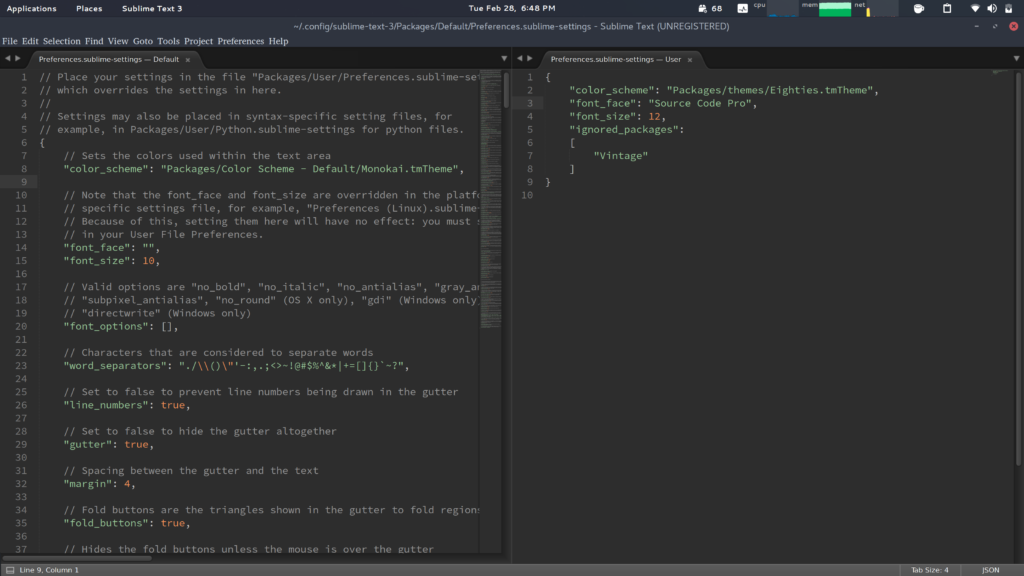 Applications Places Sublime Text 3 Tue Feb 28, 6:48 PM 68 cpu mem net
~/.config/sublime-text-3/Packages/Default/Preferences.sublime-settings - Sublime Text (UNREGISTERED)
File Edit Selection Find View Goto Tools Project Preferences Help
Preferences.sublime-settings — Default
1 // Place your settings in the file "Packages/User/Preferences.sublime-se
2 // which overrides the settings in here.
3 //
4 // Settings may also be placed in syntax-specific setting files, for
5 // example, in Packages/User/Python.sublime-settings for python files.
6 {
7 // Sets the colors used within the text area
8 "color_scheme": "Packages/Color Scheme - Default/Monokai.tmTheme",
9
10 // Note that the font_face and font_size are overridden in the platf
11 // specific settings file, for example, "Preferences (Linux).sublime
12 // Because of this, setting them here will have no effect: you must
13 // in your User File Preferences.
14 "font_face": "",
15 "font_size": 10,
16
17 // Valid options are "no_bold", "no_italic", "no_antialias", "gray_an
18 // "subpixel_antialias", "no_round" (OS X only), "gdi" (Windows only
19 // "directwrite" (Windows only)
20 "font_options": [],
21
22 // Characters that are considered to separate words
23 "word_separators": "./\\()\"'-:,.;<>~!@#$%^&*|+=[]{}`~?",
24
25 // Set to false to prevent line numbers being drawn in the gutter
26 "line_numbers": true,
27
28 // Set to false to hide the gutter altogether
29 "gutter": true,
30
31 // Spacing between the gutter and the text
32 "margin": 4,
33
34 // Fold buttons are the triangles shown in the gutter to fold regions
35 "fold_buttons": true,
36
37 // Hides the fold buttons unless the mouse is over the gutter
Preferences.sublime-settings — User
1 {
2 "color_scheme": "Packages/themes/Eighties.tmTheme",
3 "font_face": "Source Code Pro",
4 "font_size": 12,
5 "ignored_packages":
6 [
7 "Vintage"
8 ]
9 }
10
Line 9, Column 1 Tab Size: 4 JSON